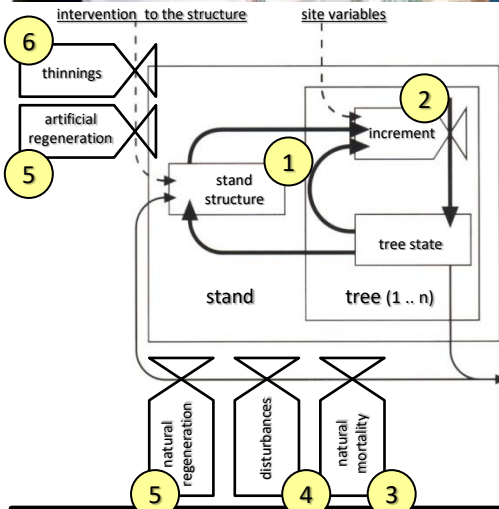 intervention to the structure
site variables
6
thinnings
artificial
regeneration
5
2
increment
1
stand
structure
tree state
stand
tree (1 .. n)
natural
regeneration
disturbances
natural
mortality
5
4
3